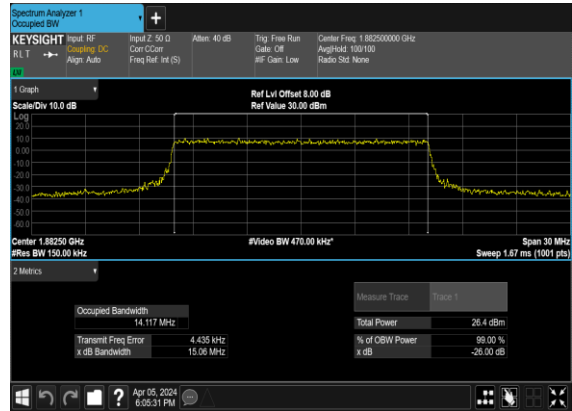 Spectrum Analyzer 1
Occupied BW
+
KEYSIGHT Input: RF Input Z: 50 Ω Atten: 40 dB Trig: Free Run Center Freq: 1.882500000 GHz
RLT Coupling: DC Corr CCorr Gate: Off Avg|Hold: 100/100
Align: Auto Freq Ref: Int (S) #IF Gain: Low Radio Std: None
LW
1 Graph
Scale/Div 10.0 dB
Ref Lvl Offset 8.00 dB
Ref Value 30.00 dBm
Log
20.0
10.0
0.00
-10.0
-20.0
-30.0
-40.0
-50.0
-60.0
Center 1.88250 GHz #Video BW 470.00 kHz* Span 30 MHz
#Res BW 150.00 kHz Sweep 1.67 ms (1001 pts)
2 Metrics
Measure Trace Trace 1
Occupied Bandwidth
14.117 MHz
Total Power 26.4 dBm
Transmit Freq Error 4.435 kHz % of OBW Power 99.00 %
x dB Bandwidth 15.06 MHz x dB -26.00 dB
?
Apr 05, 2024
6:05:31 PM